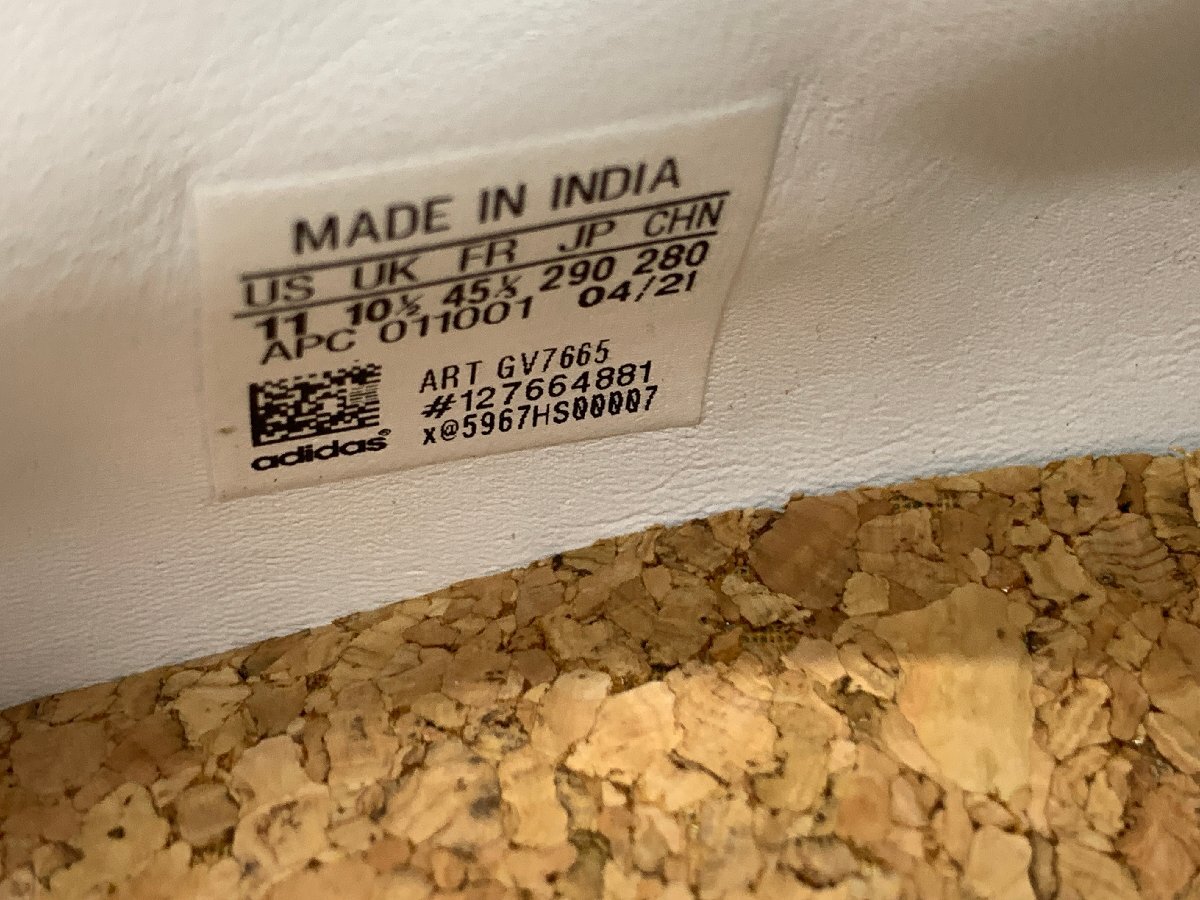 MADE IN INDIA
US UK FR JP CHN
11 10½ 45⅓ 290 280
APC 011001 04/21
ART GV7665
#127664881
x@5967HS00007
adidas®